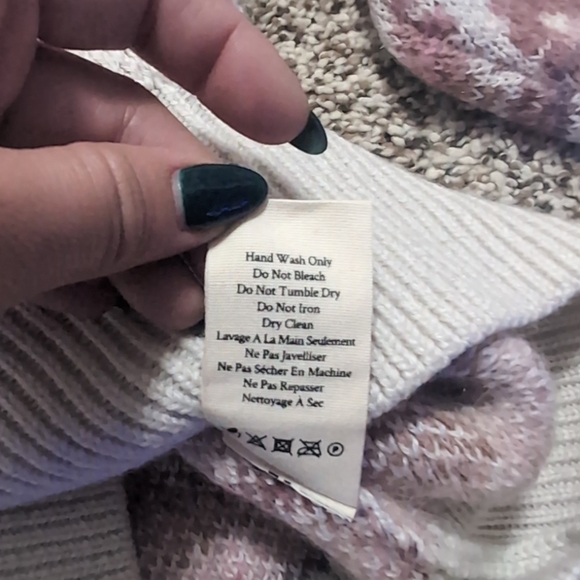 Hand Wash Only
Do Not Bleach
Do Not Tumble Dry
Do Not Iron
Dry Clean
Lavage A La Main Seulement
Ne Pas Javelliser
Ne Pas Sécher En Machine
Ne Pas Repasser
Nettoyage À Sec
P